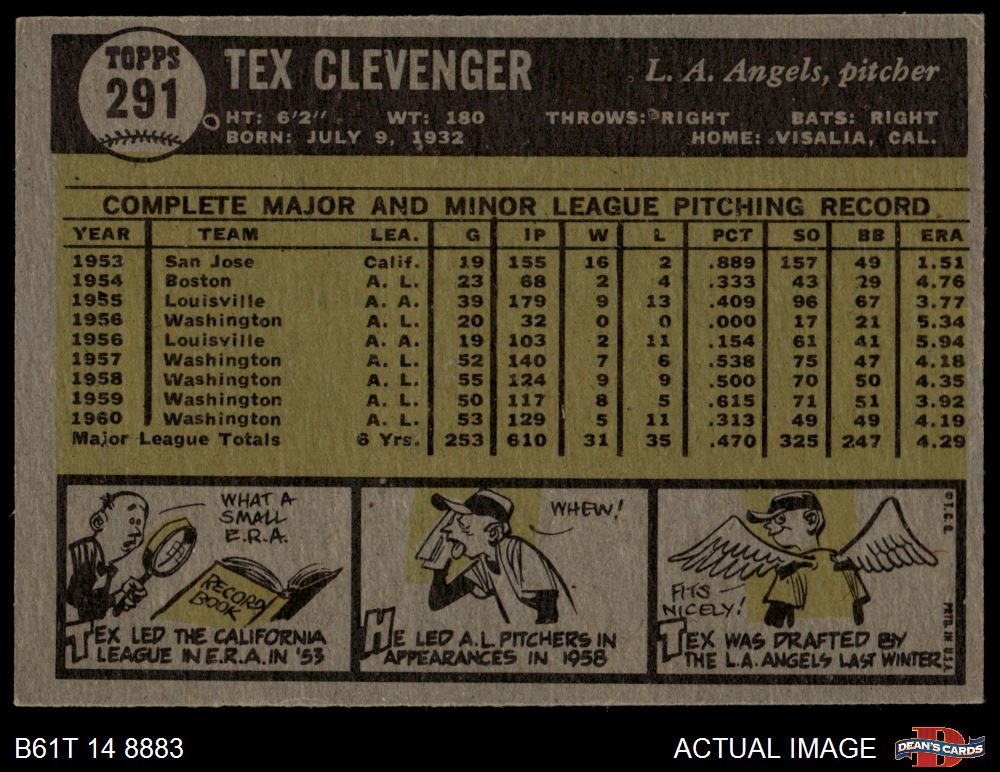 TOPPS
291
TEX CLEVENGER
L. A. Angels, pitcher
HT: 6'2" WT: 180 THROWS: RIGHT BATS: RIGHT
BORN: JULY 9, 1932 HOME: VISALIA, CAL.
COMPLETE MAJOR AND MINOR LEAGUE PITCHING RECORD
YEAR TEAM LEA. G IP W L PCT SO BB ERA
1953 San Jose Calif. 19 155 16 2 .889 157 49 1.51
1954 Boston A. L. 23 68 2 4 .333 43 29 4.76
1955 Louisville A. A. 39 179 9 13 .409 96 67 3.77
1956 Washington A. L. 20 32 0 0 .000 17 21 5.34
1956 Louisville A. A. 19 103 2 11 .154 61 41 5.94
1957 Washington A. L. 52 140 7 6 .538 75 47 4.18
1958 Washington A. L. 55 124 9 9 .500 70 50 4.35
1959 Washington A. L. 50 117 8 5 .615 71 51 3.92
1960 Washington A. L. 53 129 5 11 .313 49 49 4.19
Major League Totals 6 Yrs. 253 610 31 35 .470 325 247 4.29
WHAT A
SMALL
E.R.A.
RECORD
BOOK
TEX LED THE CALIFORNIA
LEAGUE IN E.R.A. IN '53
WHEW!
HE LED A.L. PITCHERS IN
APPEARANCES IN 1958
FITS
NICELY!
TEX WAS DRAFTED BY
THE L.A. ANGELS LAST WINTER
© T.C.G.
PRTD. IN U.S.A.
B61T 14 8883
ACTUAL IMAGE
D
DEAN'S CARDS